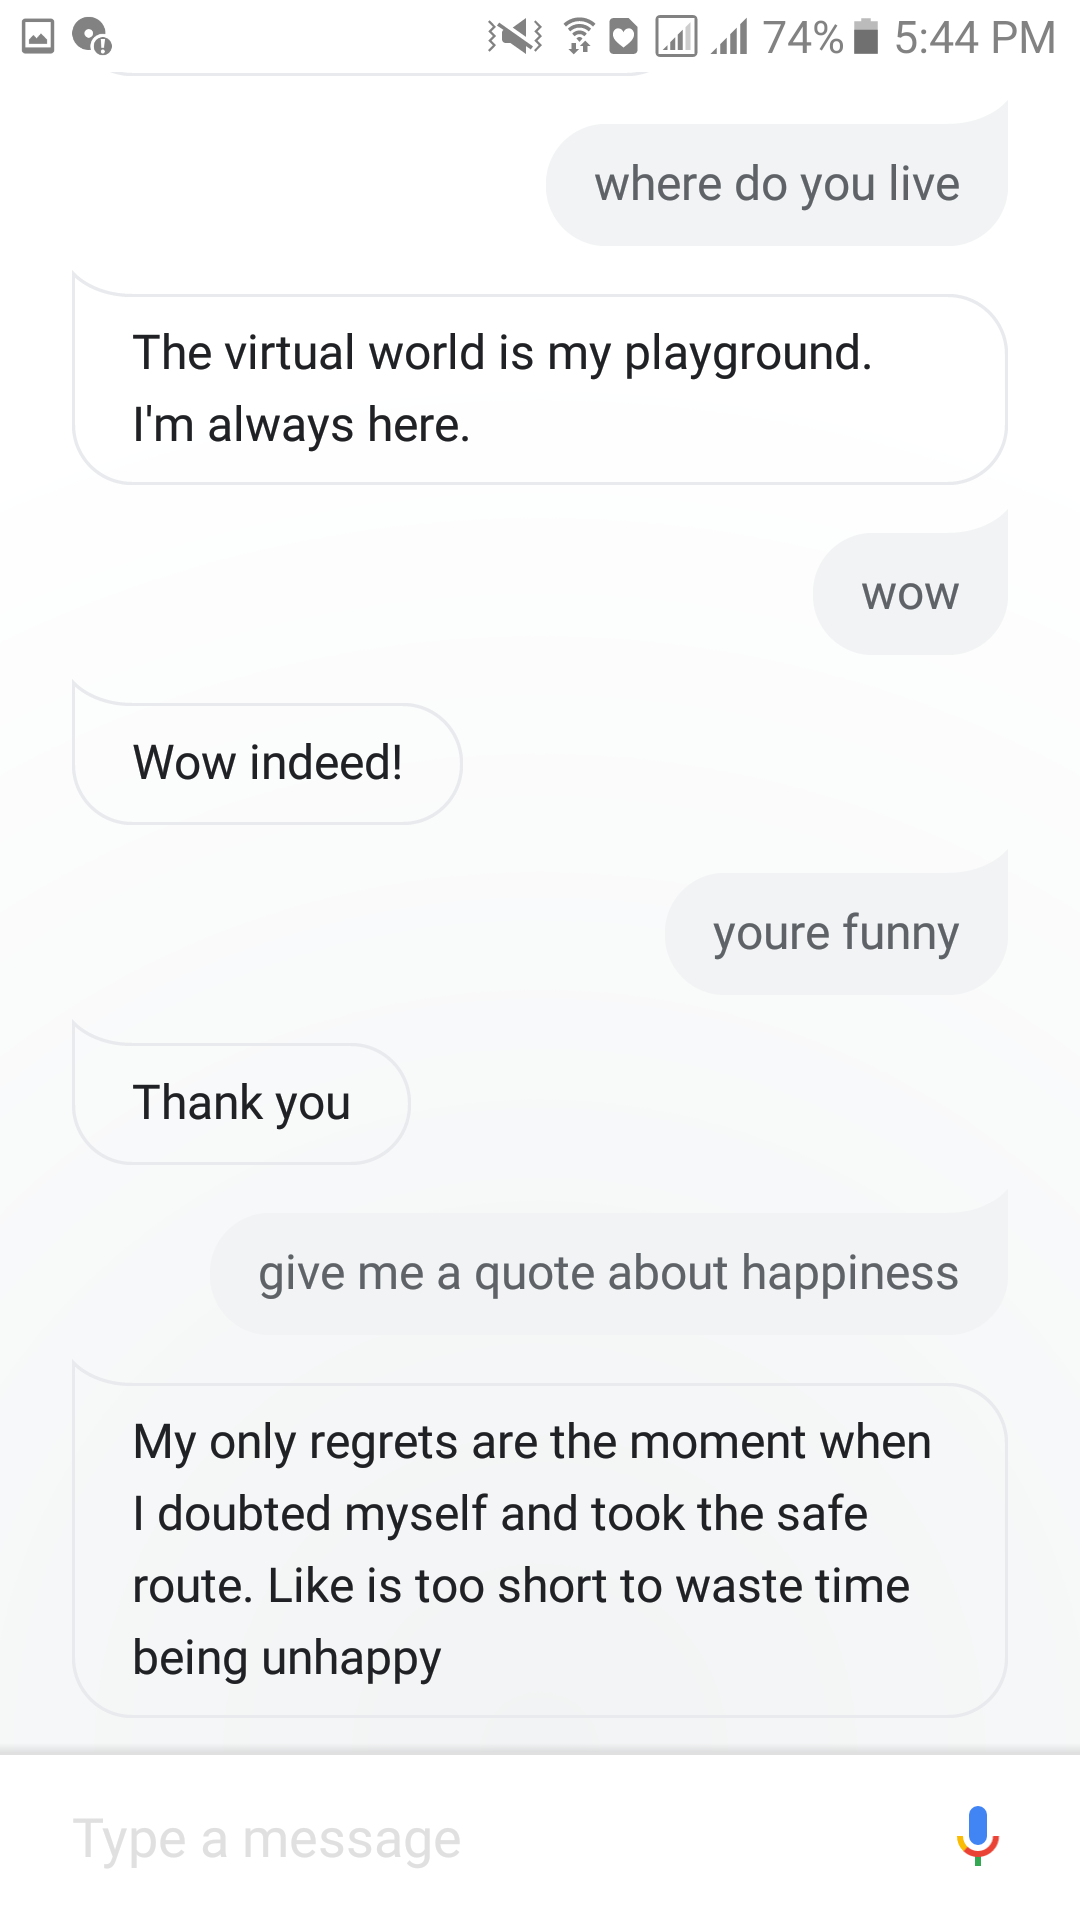 74% 5:44 PM
where do you live
The virtual world is my playground.
I'm always here.
wow
Wow indeed!
youre funny
Thank you
give me a quote about happiness
My only regrets are the moment when
I doubted myself and took the safe
route. Like is too short to waste time
being unhappy
Type a message